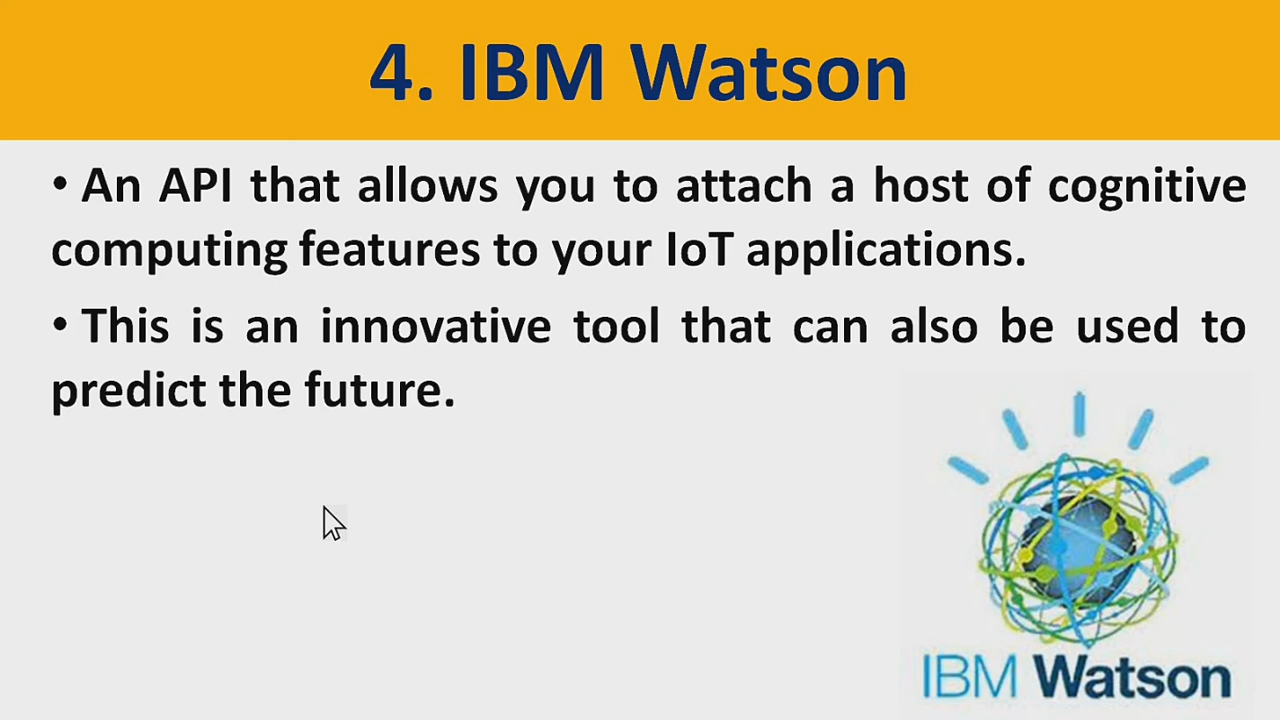 4. IBM Watson
• An API that allows you to attach a host of cognitive
computing features to your IoT applications.
• This is an innovative tool that can also be used to
predict the future.
IBM Watson